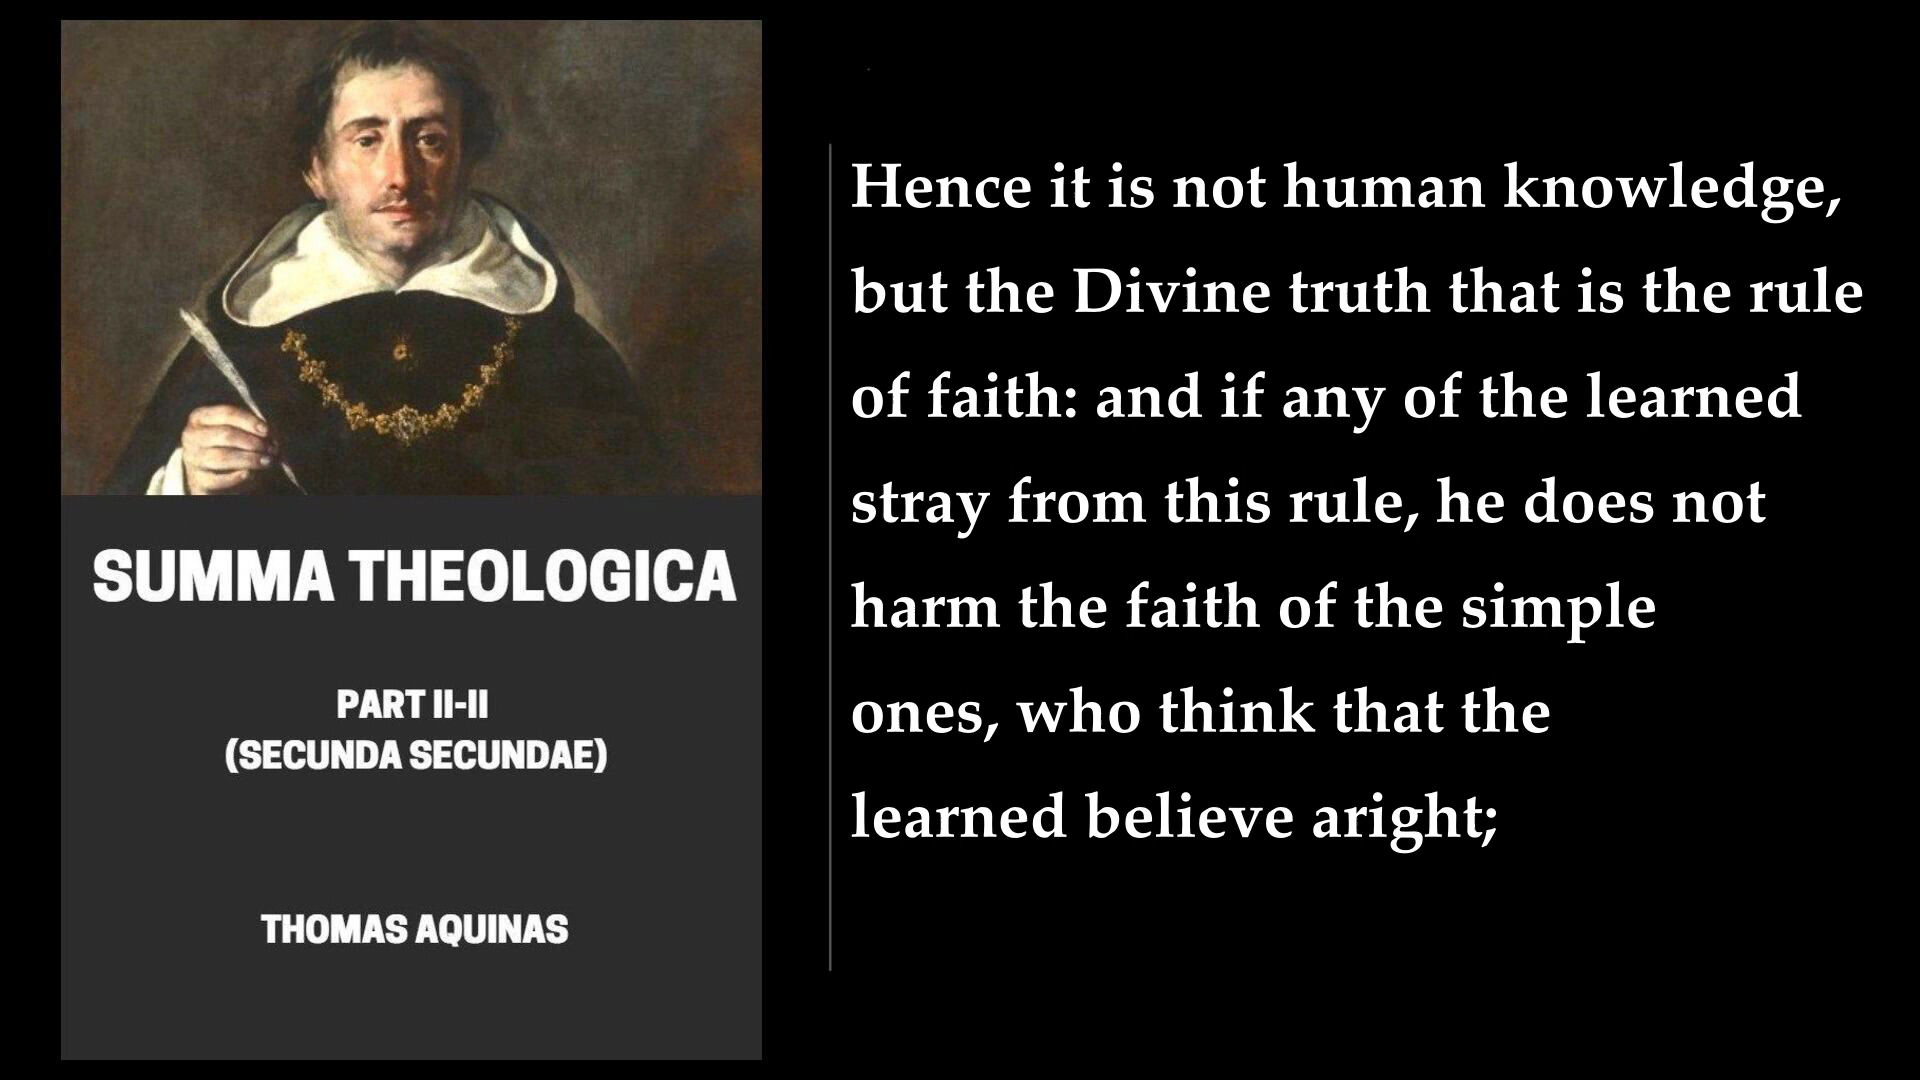 SUMMA THEOLOGICA
PART II-II
(SECUNDA SECUNDAE)
THOMAS AQUINAS
Hence it is not human knowledge,
but the Divine truth that is the rule
of faith: and if any of the learned
stray from this rule, he does not
harm the faith of the simple
ones, who think that the
learned believe aright;